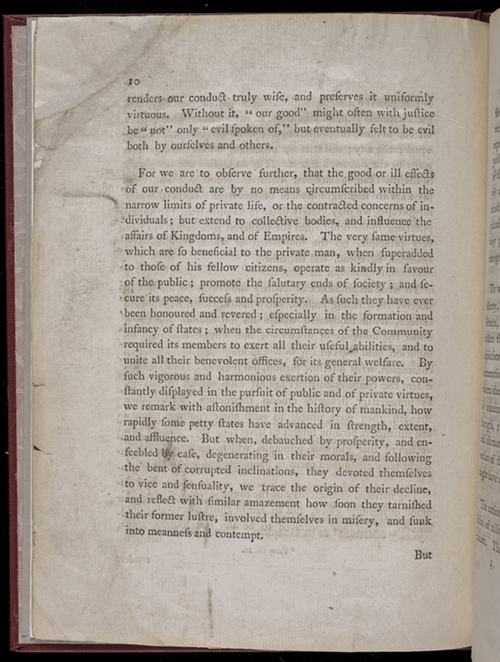 10
renders our conduct truly wiſe, and preſerves it uniformly
virtuous. Without it, "our good" might often with juſtice
be "not" only "evil ſpoken of," but eventually felt to be evil
both by ourſelves and others.
For we are to obſerve further, that the good or ill effects
of our conduct are by no means circumſcribed within the
narrow limits of private life, or the contracted concerns of in-
dividuals; but extend to collective bodies, and influence the
affairs of Kingdoms, and of Empires. The very ſame virtues,
which are ſo beneficial to the private man, when ſuperadded
to thoſe of his fellow citizens, operate as kindly in favour
of the public; promote the ſalutary ends of ſociety; and ſe-
cure its peace, ſucceſs and proſperity. As ſuch they have ever
been honoured and revered; eſpecially in the formation and
infancy of ſtates; when the circumſtances of the Community
required its members to exert all their uſeful abilities, and to
unite all their benevolent offices, for its general welfare. By
ſuch vigorous and harmonious exertion of their powers, con-
ſtantly diſplayed in the purſuit of public and of private virtues,
we remark with aſtoniſhment in the hiſtory of mankind, how
rapidly ſome petty ſtates have advanced in ſtrength, extent,
and affluence. But when, debauched by proſperity, and en-
feebled by eaſe, degenerating in their morals, and following
the bent of corrupted inclinations, they devoted themſelves
to vice and ſenſuality, we trace the origin of their decline,
and reflect with ſimilar amazement how ſoon they tarniſhed
their former luſtre, involved themſelves in miſery, and ſunk
into meanneſs and contempt.
But